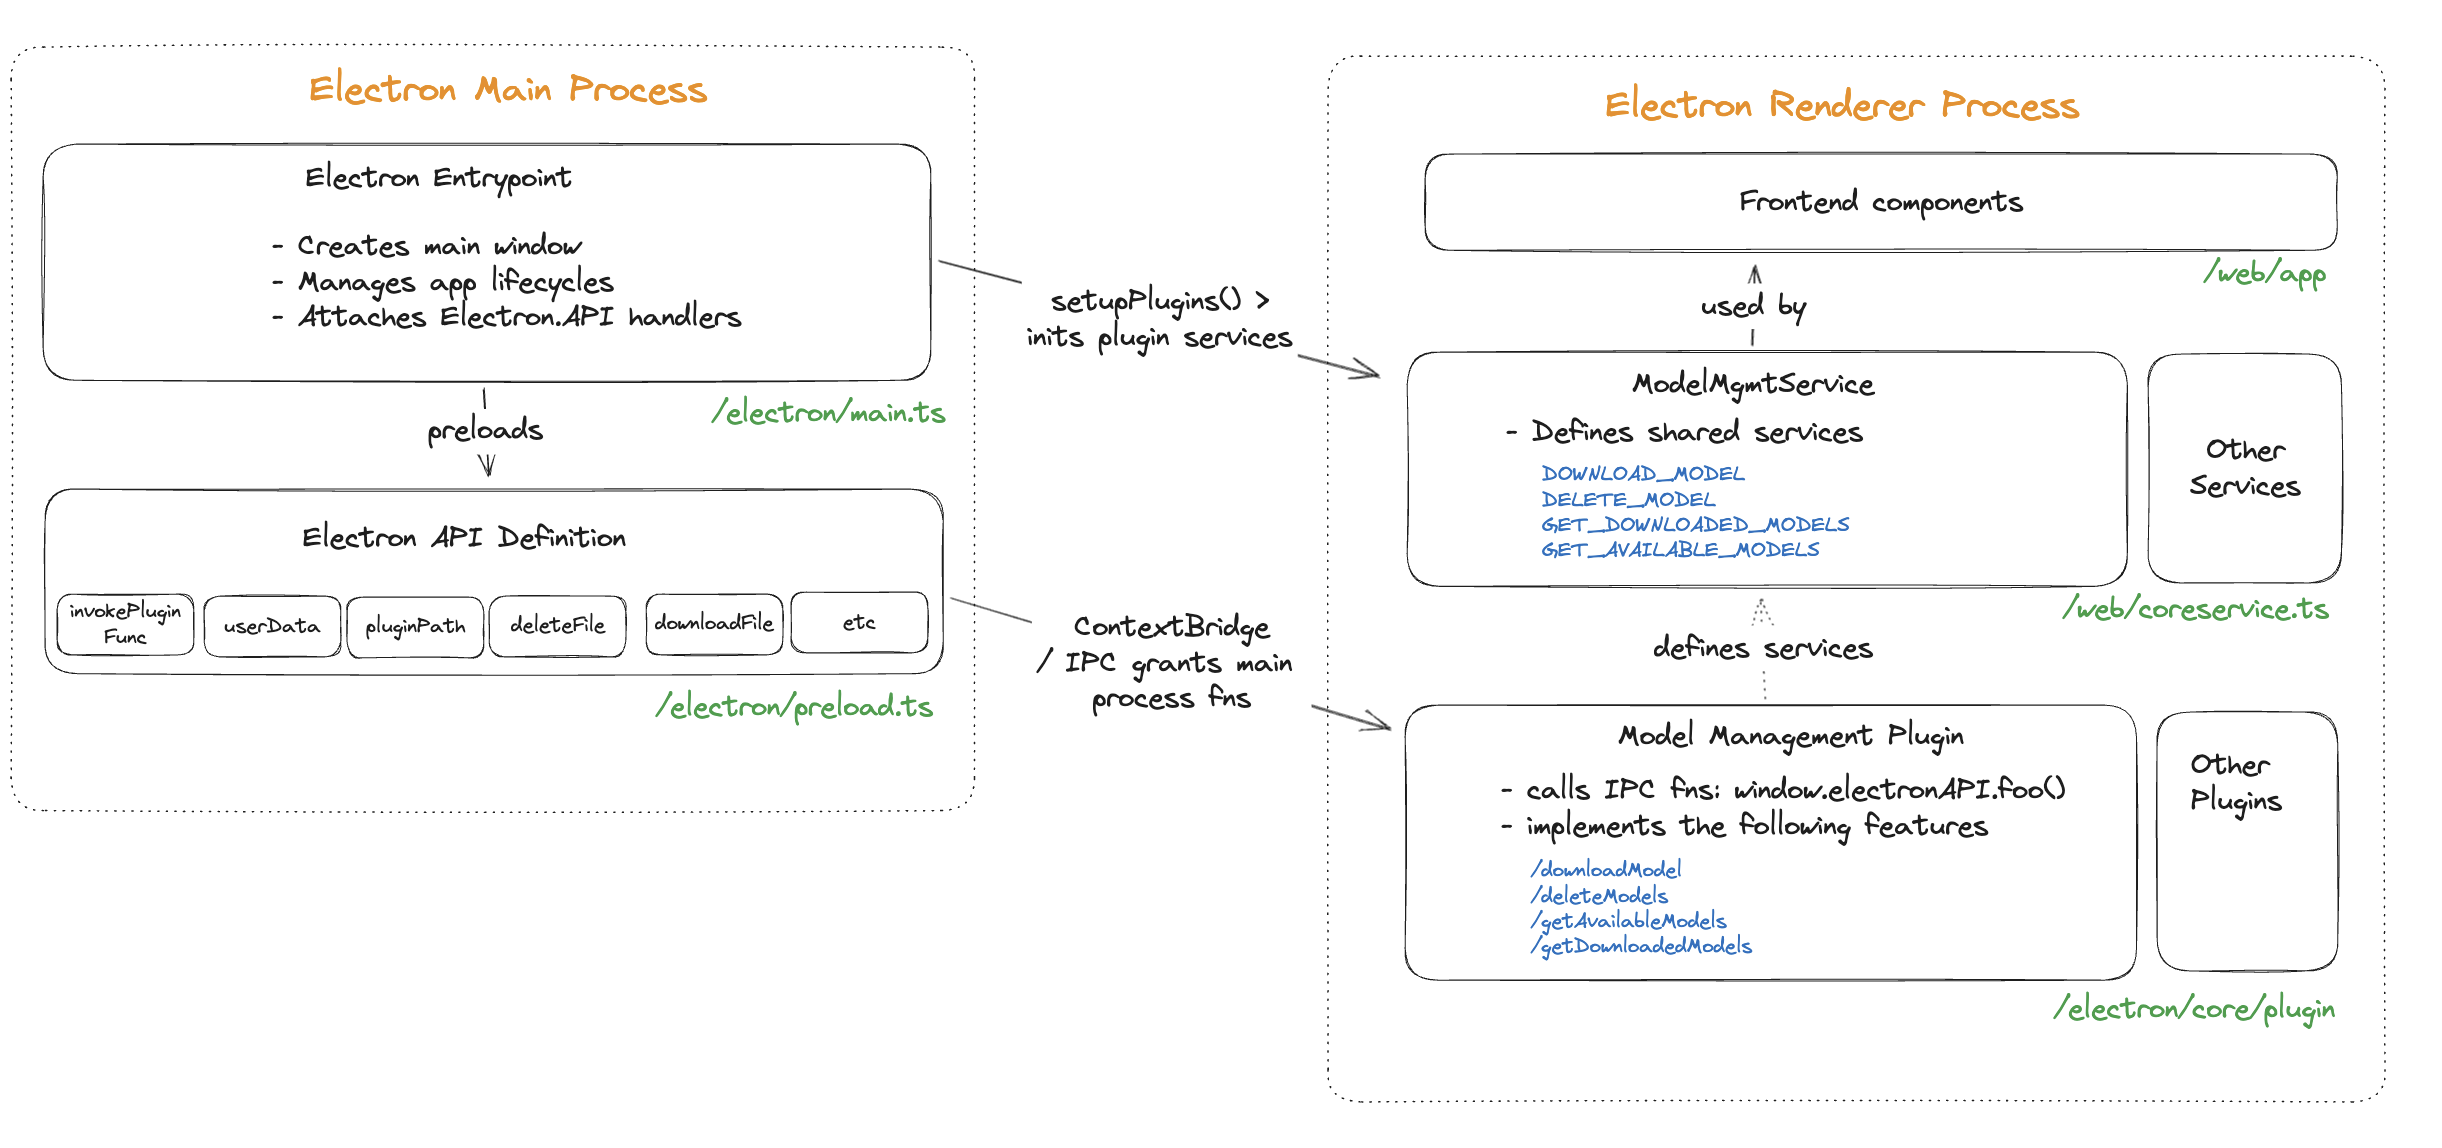 Electron Main Process
Electron Entrypoint
- Creates main window
- Manages app lifecycles
- Attaches Electron.API handlers
/electron/main.ts
preloads
Electron API Definition
invokePlugin
Func
userData
pluginPath
deleteFile
downloadFile
etc
/electron/preload.ts
setupPlugins() >
inits plugin services
ContextBridge
/ IPC grants main
process fns
Electron Renderer Process
Frontend components
/web/app
used by
ModelMgmtService
- Defines shared services
DOWNLOAD_MODEL
DELETE_MODEL
GET_DOWNLOADED_MODELS
GET_AVAILABLE_MODELS
Other
Services
/web/coreservice.ts
defines services
Model Management Plugin
- calls IPC fns: window.electronAPI.foo()
- implements the following features
/downloadModel
/deleteModels
/getAvailableModels
/getDownloadedModels
Other
Plugins
/electron/core/plugin